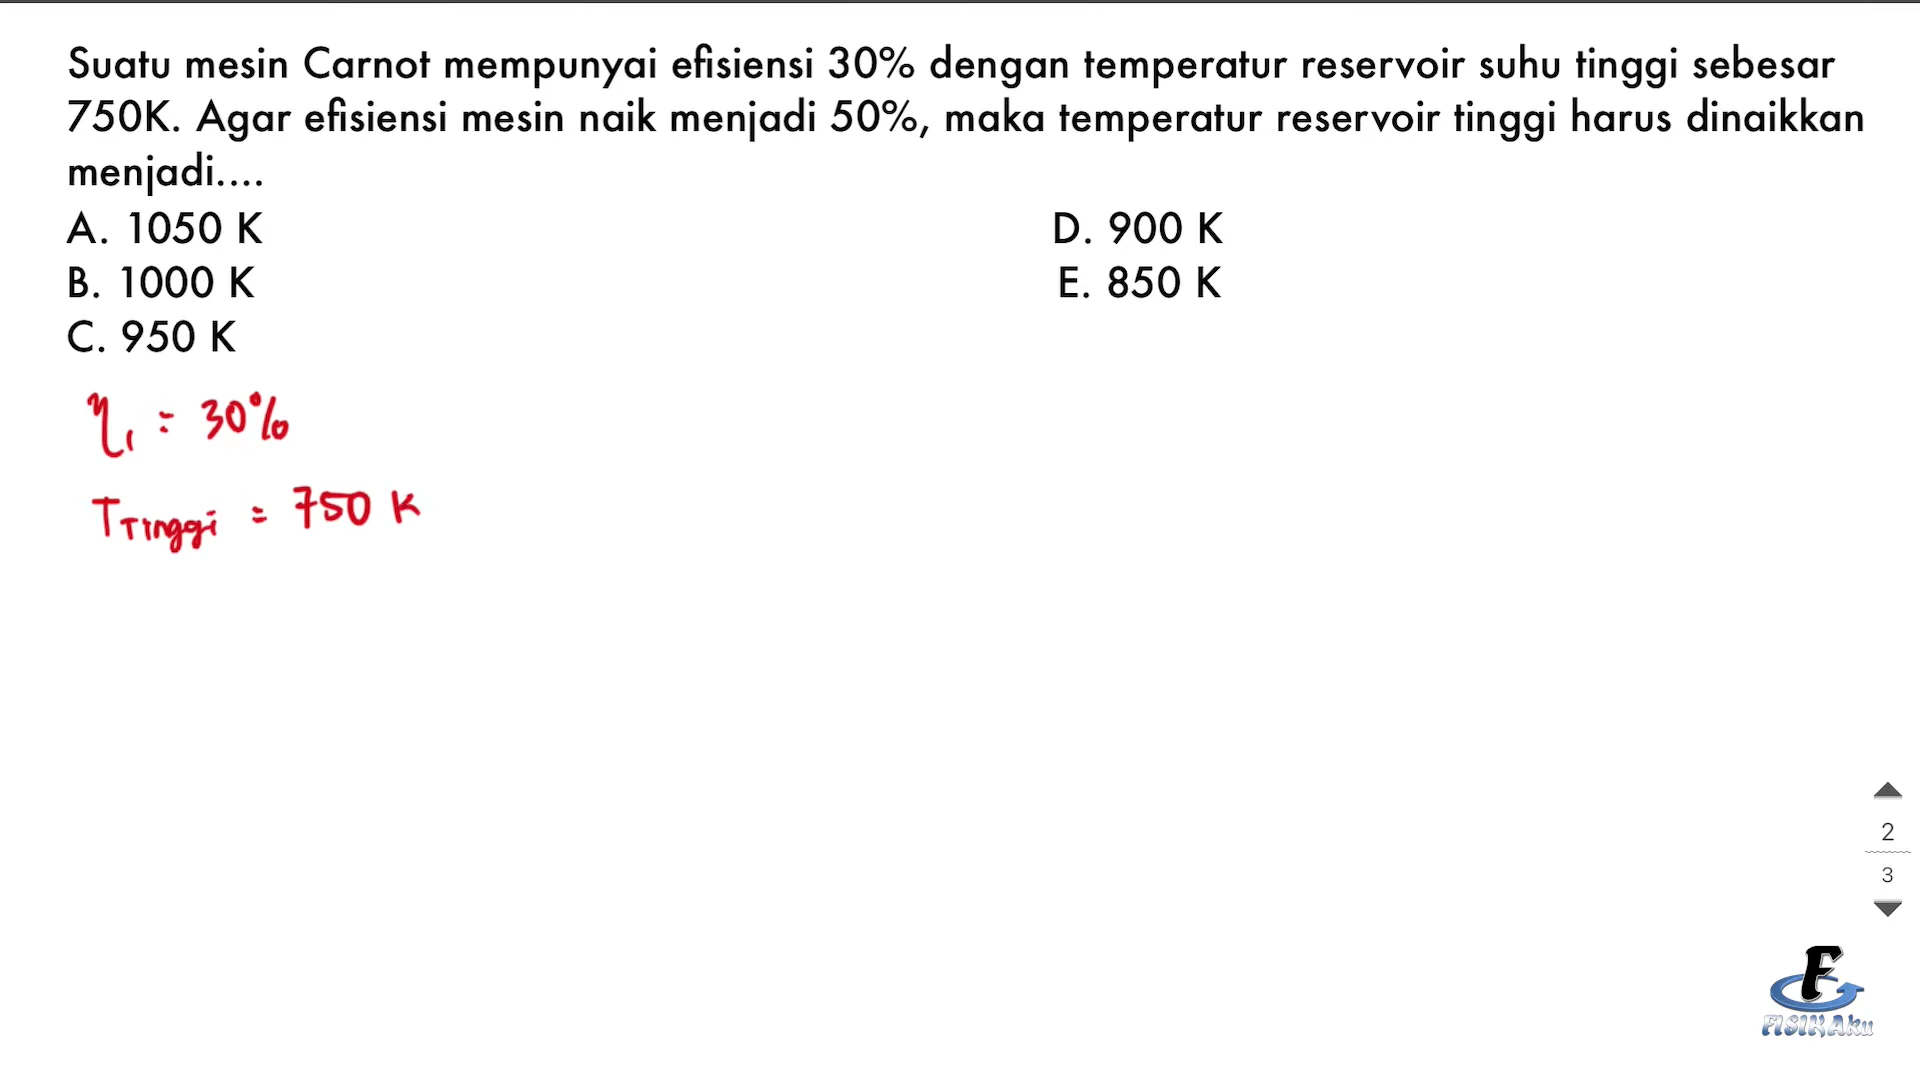 Suatu mesin Carnot mempunyai efisiensi 30% dengan temperatur reservoir suhu tinggi sebesar
750K. Agar efisiensi mesin naik menjadi 50%, maka temperatur reservoir tinggi harus dinaikkan
menjadi....
A. 1050 K
B. 1000 K
C. 950 K
D. 900 K
E. 850 K
η₁ = 30%
T Tinggi = 750 K
2
3
F
FISIKAku